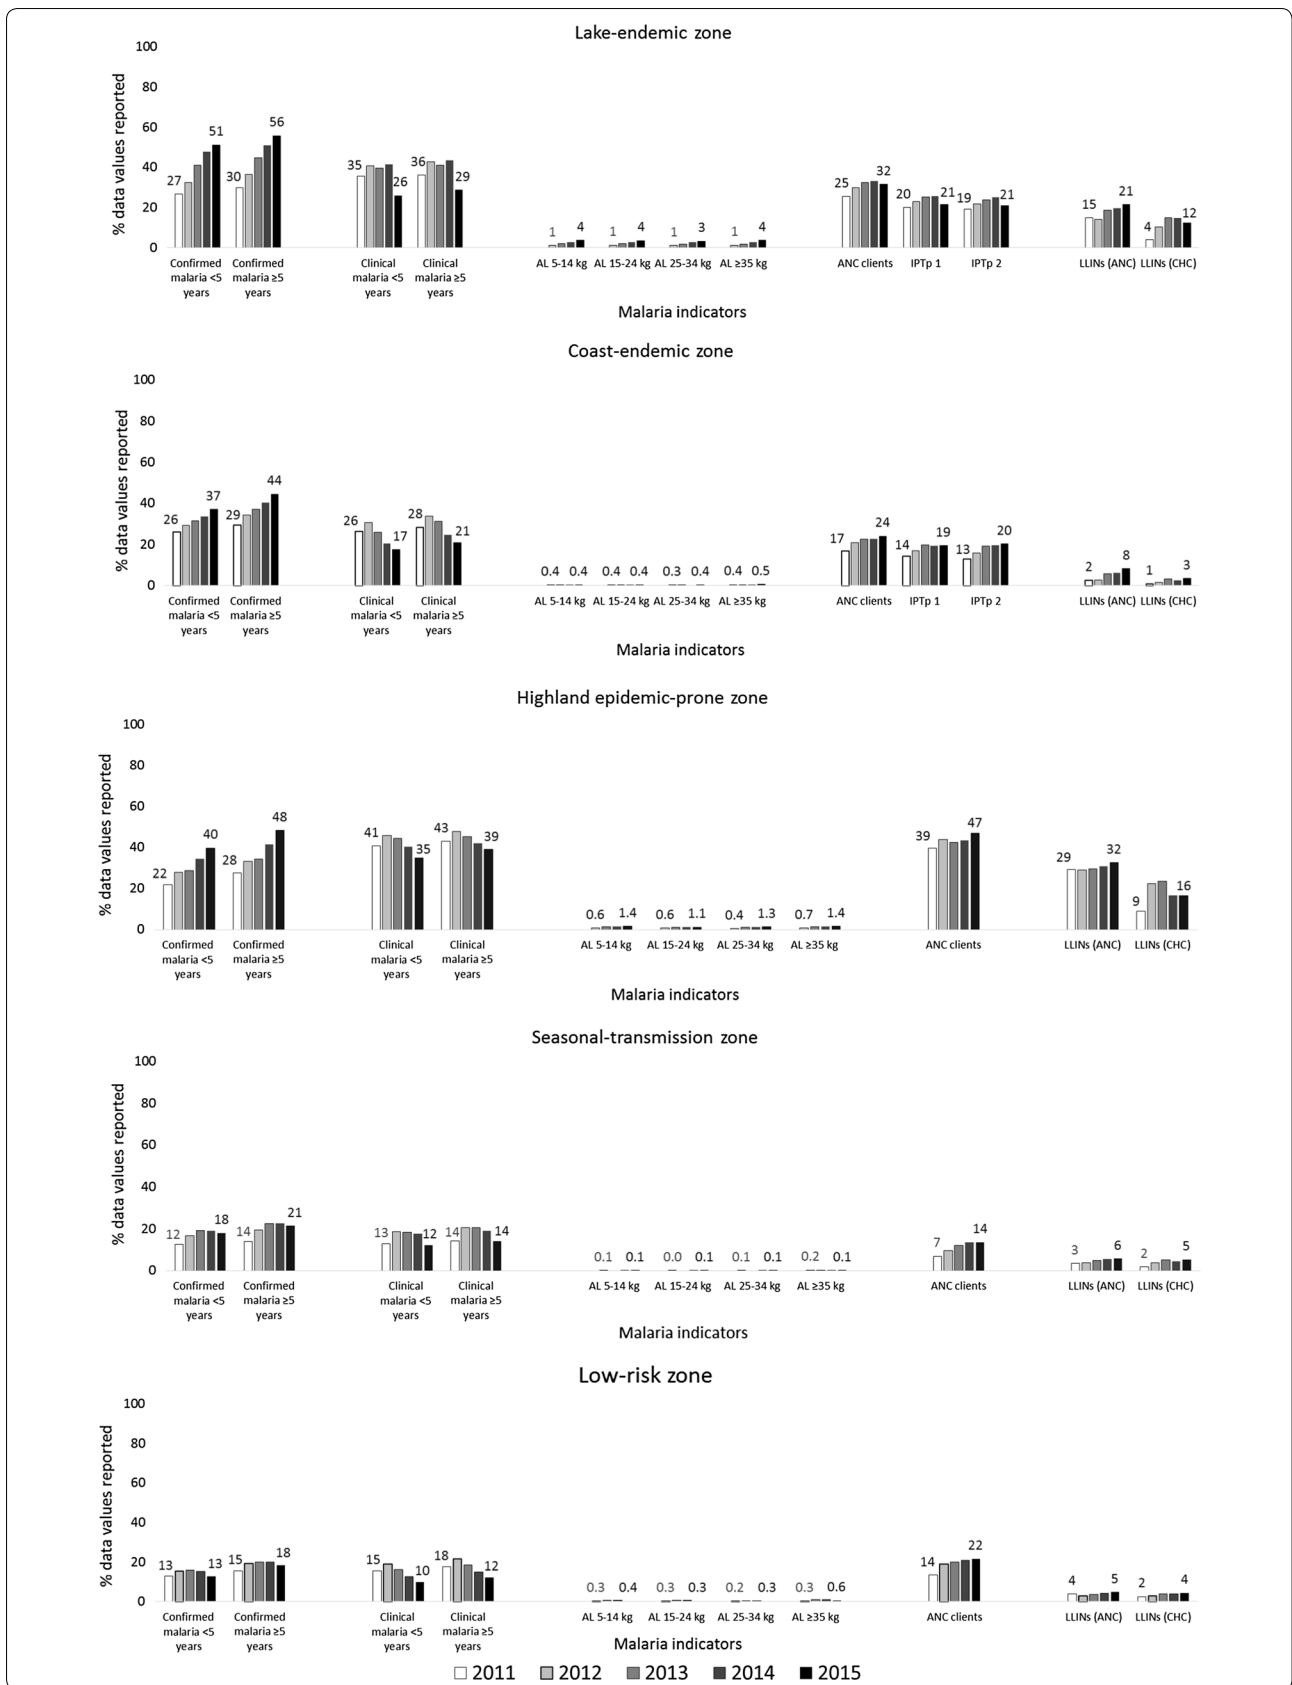 Lake-endemic zone
% data values reported
100
80
60
40
20
0
27 51 30 56 35 26 36 29 1 4 1 4 1 3 1 4 25 32 20 21 19 21 15 21 4 12
Confirmed Confirmed Clinical Clinical AL 5-14 kg AL 15-24 kg AL 25-34 kg AL ≥35 kg ANC clients IPTp 1 IPTp 2 LLINs (ANC) LLINs (CHC)
malaria <5 malaria ≥5 malaria <5 malaria ≥5
years years years years
Malaria indicators
Coast-endemic zone
% data values reported
100
80
60
40
20
0
26 37 29 44 26 17 28 21 0.4 0.4 0.4 0.4 0.3 0.4 0.4 0.5 17 24 14 19 13 20 2 8 1 3
Confirmed Confirmed Clinical Clinical AL 5-14 kg AL 15-24 kg AL 25-34 kg AL ≥35 kg ANC clients IPTp 1 IPTp 2 LLINs (ANC) LLINs (CHC)
malaria <5 malaria ≥5 malaria <5 malaria ≥5
years years years years
Malaria indicators
Highland epidemic-prone zone
% data values reported
100
80
60
40
20
0
22 40 28 48 41 35 43 39 0.6 1.4 0.6 1.1 0.4 1.3 0.7 1.4 39 47 29 32 9 16
Confirmed Confirmed Clinical Clinical AL 5-14 kg AL 15-24 kg AL 25-34 kg AL ≥35 kg ANC clients LLINs (ANC) LLINs (CHC)
malaria <5 malaria ≥5 malaria <5 malaria ≥5
years years years years
Malaria indicators
Seasonal-transmission zone
% data values reported
100
80
60
40
20
0
12 18 14 21 13 12 14 14 0.1 0.1 0.0 0.1 0.1 0.1 0.2 0.1 7 14 3 6 2 5
Confirmed Confirmed Clinical Clinical AL 5-14 kg AL 15-24 kg AL 25-34 kg AL ≥35 kg ANC clients LLINs (ANC) LLINs (CHC)
malaria <5 malaria ≥5 malaria <5 malaria ≥5
years years years years
Malaria indicators
Low-risk zone
% data values reported
100
80
60
40
20
0
13 13 15 18 15 10 18 12 0.3 0.4 0.3 0.3 0.2 0.3 0.3 0.6 14 22 4 5 2 4
Confirmed Confirmed Clinical Clinical AL 5-14 kg AL 15-24 kg AL 25-34 kg AL ≥35 kg ANC clients LLINs (ANC) LLINs (CHC)
malaria <5 malaria ≥5 malaria <5 malaria ≥5
years years years years
Malaria indicators
2011 2012 2013 2014 2015